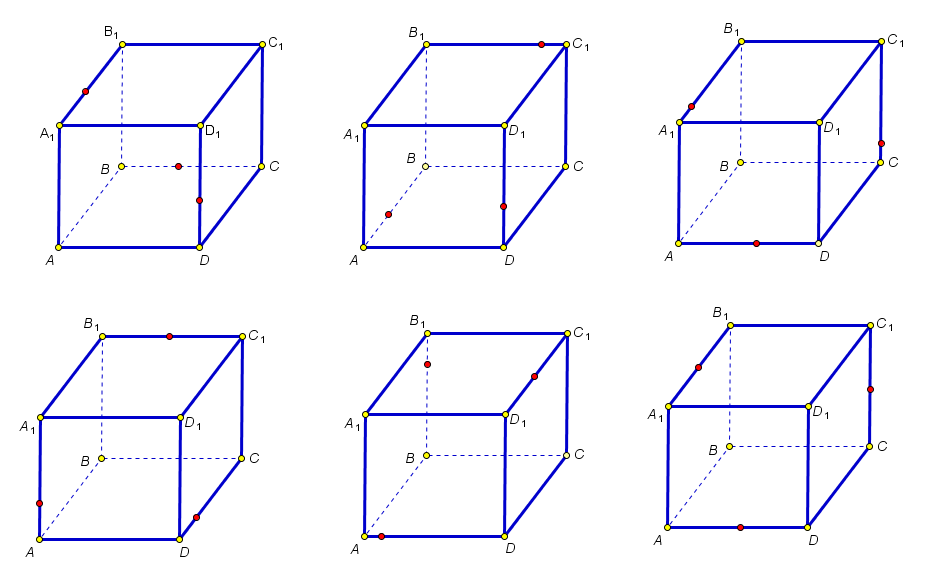 B₁ C₁ B₁ C₁ B₁ C₁
A₁ D₁ A₁ D₁ A₁ D₁
B C B C B C
A D A D A D
B₁ C₁ B₁ C₁ B₁ C₁
A₁ D₁ A₁ D₁ A₁ D₁
B C B C B C
A D A D A D